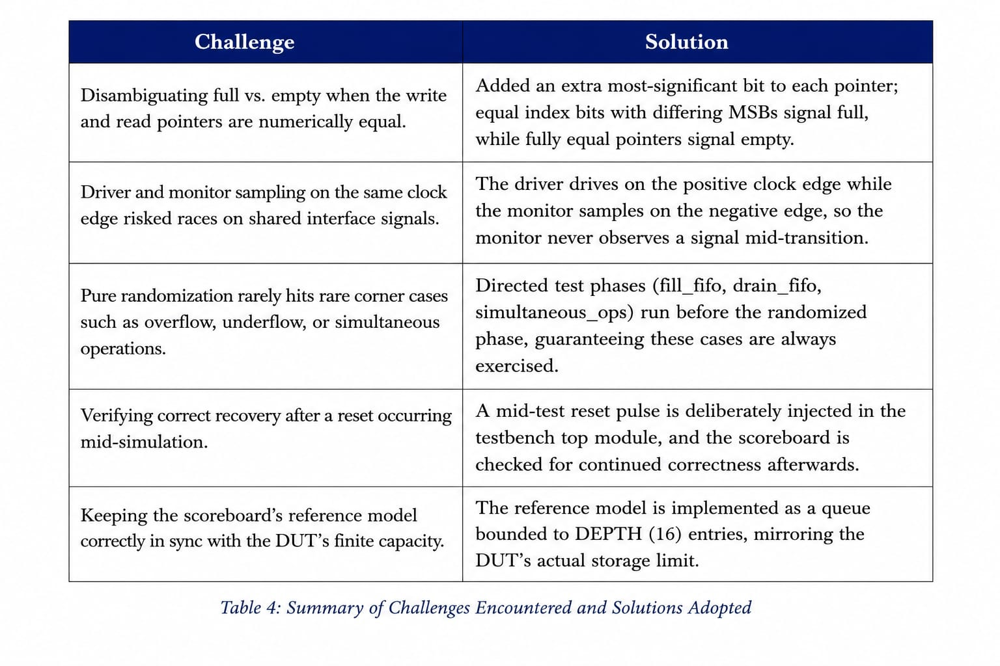 Challenge
Solution
Disambiguating full vs. empty when the write
and read pointers are numerically equal.
Added an extra most-significant bit to each pointer;
equal index bits with differing MSBs signal full,
while fully equal pointers signal empty.
Driver and monitor sampling on the same clock
edge risked races on shared interface signals.
The driver drives on the positive clock edge while
the monitor samples on the negative edge, so the
monitor never observes a signal mid-transition.
Pure randomization rarely hits rare corner cases
such as overflow, underflow, or simultaneous
operations.
Directed test phases (fill_fifo, drain_fifo,
simultaneous_ops) run before the randomized
phase, guaranteeing these cases are always
exercised.
Verifying correct recovery after a reset occurring
mid-simulation.
A mid-test reset pulse is deliberately injected in the
testbench top module, and the scoreboard is
checked for continued correctness afterwards.
Keeping the scoreboard’s reference model
correctly in sync with the DUT’s finite capacity.
The reference model is implemented as a queue
bounded to DEPTH (16) entries, mirroring the
DUT’s actual storage limit.
Table 4: Summary of Challenges Encountered and Solutions Adopted